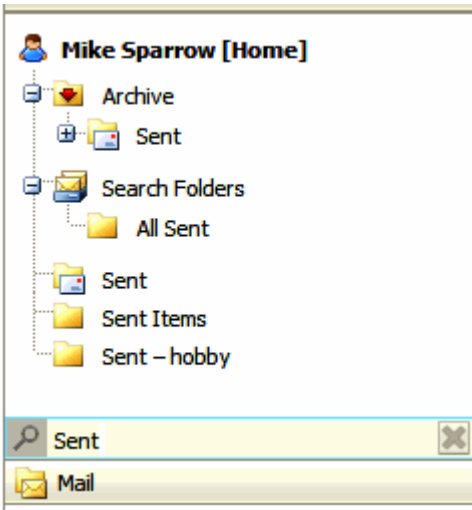 Mike Sparrow [Home]
Archive
Sent
Search Folders
All Sent
Sent
Sent Items
Sent – hobby
Sent
Mail